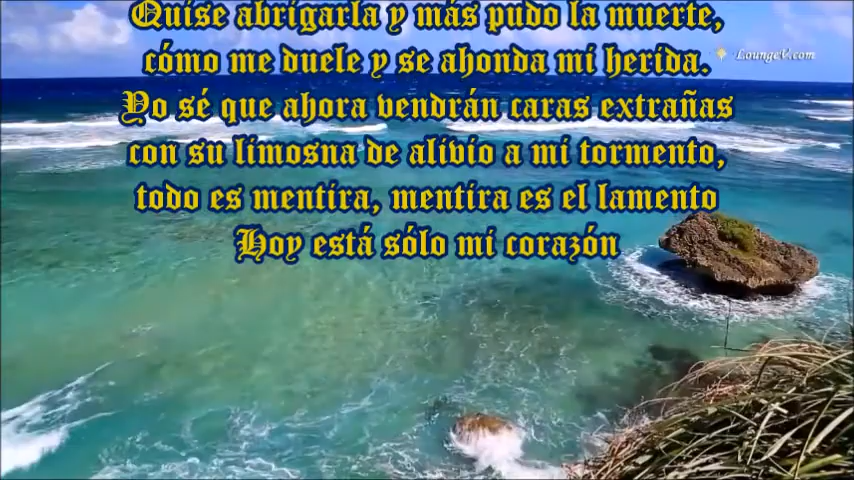 Quise abrigarla y más pudo la muerte,
cómo me duele y se ahonda mi herida.
LoungeV.com
Yo sé que ahora vendrán caras extrañas
con su limosna de alivio a mi tormento,
todo es mentira, mentira es el lamento
Hoy está sólo mi corazón